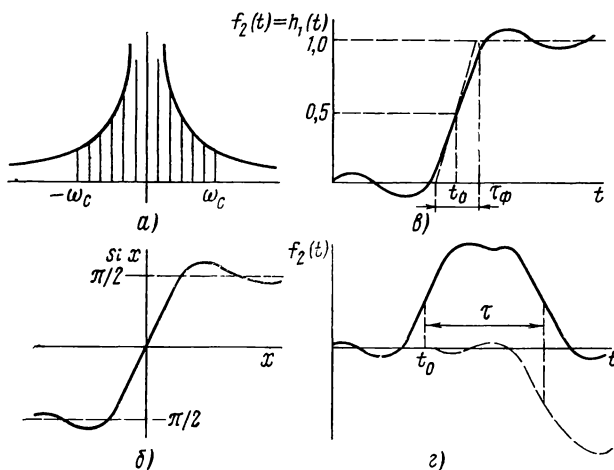 -ω_c ω_c
а)
f₂(t)=h₁(t)
1,0
0,5
t₀ τ_ф t
в)
si x
π/2
x
-π/2
б)
f₂(t)
τ
t₀ t
г)